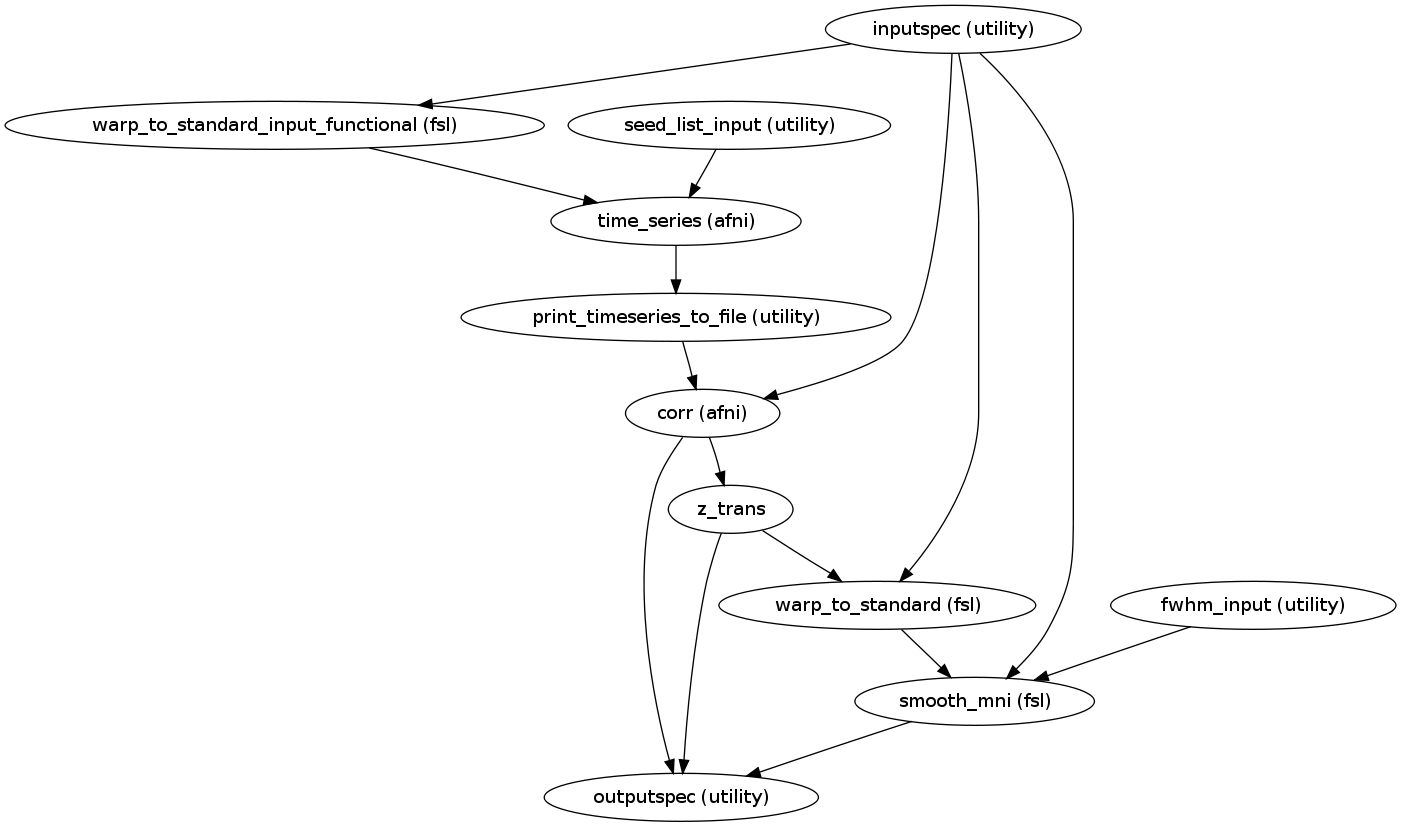 inputspec (utility)
warp_to_standard_input_functional (fsl)
seed_list_input (utility)
time_series (afni)
print_timeseries_to_file (utility)
corr (afni)
z_trans
warp_to_standard (fsl)
fwhm_input (utility)
smooth_mni (fsl)
outputspec (utility)